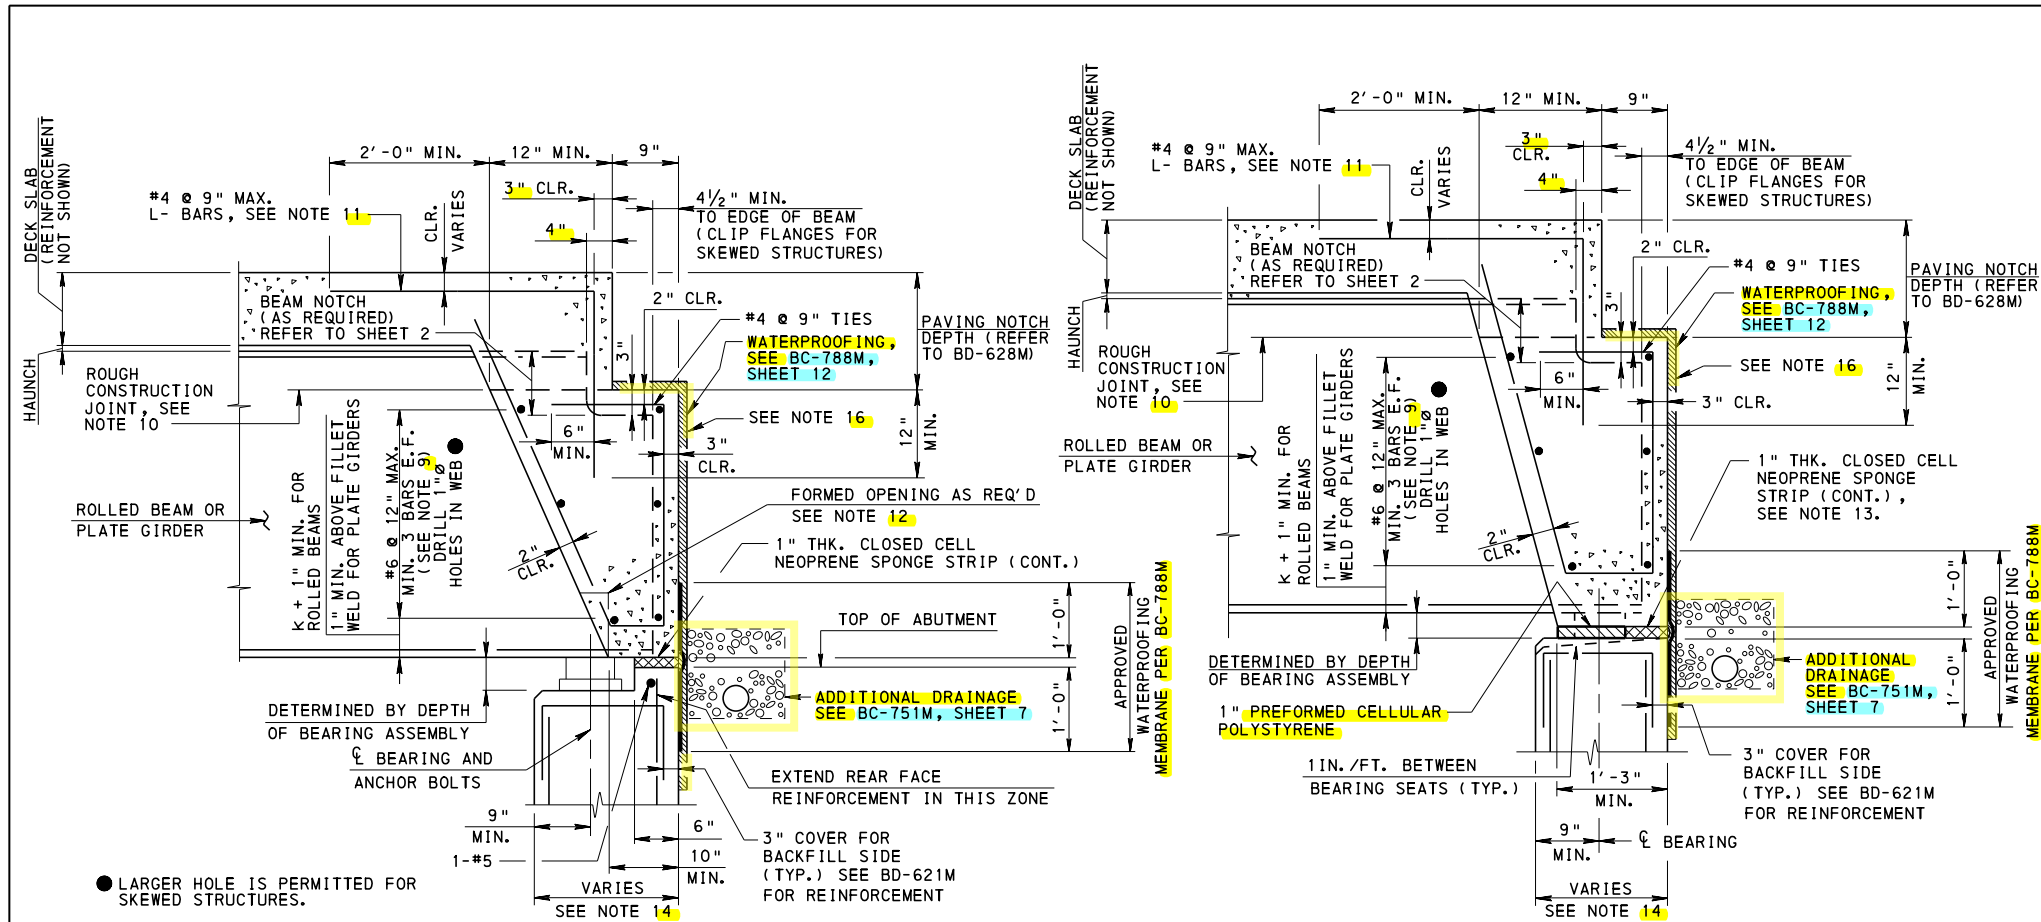 DECK SLAB
(REINFORCEMENT
NOT SHOWN)
2'-0" MIN.
12" MIN.
9"
#4 @ 9" MAX.
L- BARS, SEE NOTE 11
CLR.
VARIES
3" CLR.
4"
4½" MIN.
TO EDGE OF BEAM
(CLIP FLANGES FOR
SKEWED STRUCTURES)
BEAM NOTCH
(AS REQUIRED)
REFER TO SHEET 2
2" CLR.
#4 @ 9" TIES
3"
WATERPROOFING,
SEE BC-788M,
SHEET 12
PAVING NOTCH
DEPTH (REFER
TO BD-628M)
HAUNCH
ROUGH
CONSTRUCTION
JOINT, SEE
NOTE 10
SEE NOTE 16
6"
MIN.
3"
CLR.
12"
MIN.
ROLLED BEAM OR
PLATE GIRDER
K + 1" MIN. FOR
ROLLED BEAMS
1" MIN. ABOVE FILLET
WELD FOR PLATE GIRDERS
#6 @ 12" MAX.
MIN. 3 BARS E.F.
(SEE NOTE 9)
DRILL 1"Ø
HOLES IN WEB
2"
CLR.
FORMED OPENING AS REQ'D
SEE NOTE 12
1" THK. CLOSED CELL
NEOPRENE SPONGE STRIP (CONT.)
TOP OF ABUTMENT
1'-0"
1'-0"
APPROVED
WATERPROOFING
MEMBRANE PER BC-788M
ADDITIONAL DRAINAGE
SEE BC-751M, SHEET 7
DETERMINED BY DEPTH
OF BEARING ASSEMBLY
℄ BEARING AND
ANCHOR BOLTS
EXTEND REAR FACE
REINFORCEMENT IN THIS ZONE
9"
MIN.
1-#5
6"
10"
MIN.
3" COVER FOR
BACKFILL SIDE
(TYP.) SEE BD-621M
FOR REINFORCEMENT
VARIES
SEE NOTE 14
LARGER HOLE IS PERMITTED FOR
SKEWED STRUCTURES.
DECK SLAB
(REINFORCEMENT
NOT SHOWN)
2'-0" MIN.
12" MIN.
9"
#4 @ 9" MAX.
L- BARS, SEE NOTE 11
CLR.
VARIES
3"
CLR.
4"
4½" MIN.
TO EDGE OF BEAM
(CLIP FLANGES FOR
SKEWED STRUCTURES)
BEAM NOTCH
(AS REQUIRED)
REFER TO SHEET 2
2" CLR.
#4 @ 9" TIES
3"
WATERPROOFING,
SEE BC-788M,
SHEET 12
PAVING NOTCH
DEPTH (REFER
TO BD-628M)
HAUNCH
ROUGH
CONSTRUCTION
JOINT, SEE
NOTE 10
SEE NOTE 16
6"
MIN.
3" CLR.
12"
MIN.
ROLLED BEAM OR
PLATE GIRDER
K + 1" MIN. FOR
ROLLED BEAMS
1" MIN. ABOVE FILLET
WELD FOR PLATE GIRDERS
#6 @ 12" MAX.
MIN. 3 BARS E.F.
(SEE NOTE 9)
DRILL 1"Ø
HOLES IN WEB
2"
CLR.
1" THK. CLOSED CELL
NEOPRENE SPONGE
STRIP (CONT.),
SEE NOTE 13.
1'-0"
1'-0"
APPROVED
WATERPROOFING
MEMBRANE PER BC-788M
ADDITIONAL
DRAINAGE
SEE BC-751M,
SHEET 7
DETERMINED BY DEPTH
OF BEARING ASSEMBLY
1" PREFORMED CELLULAR
POLYSTYRENE
1IN./FT. BETWEEN
BEARING SEATS (TYP.)
1'-3"
MIN.
3" COVER FOR
BACKFILL SIDE
(TYP.) SEE BD-621M
FOR REINFORCEMENT
9"
MIN.
℄ BEARING
VARIES
SEE NOTE 14